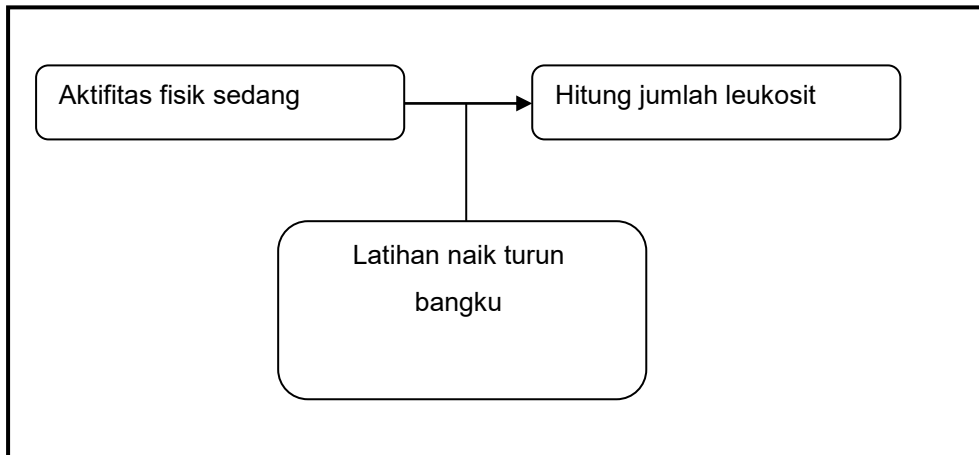 Aktifitas fisik sedang
Hitung jumlah leukosit
Latihan naik turun
bangku